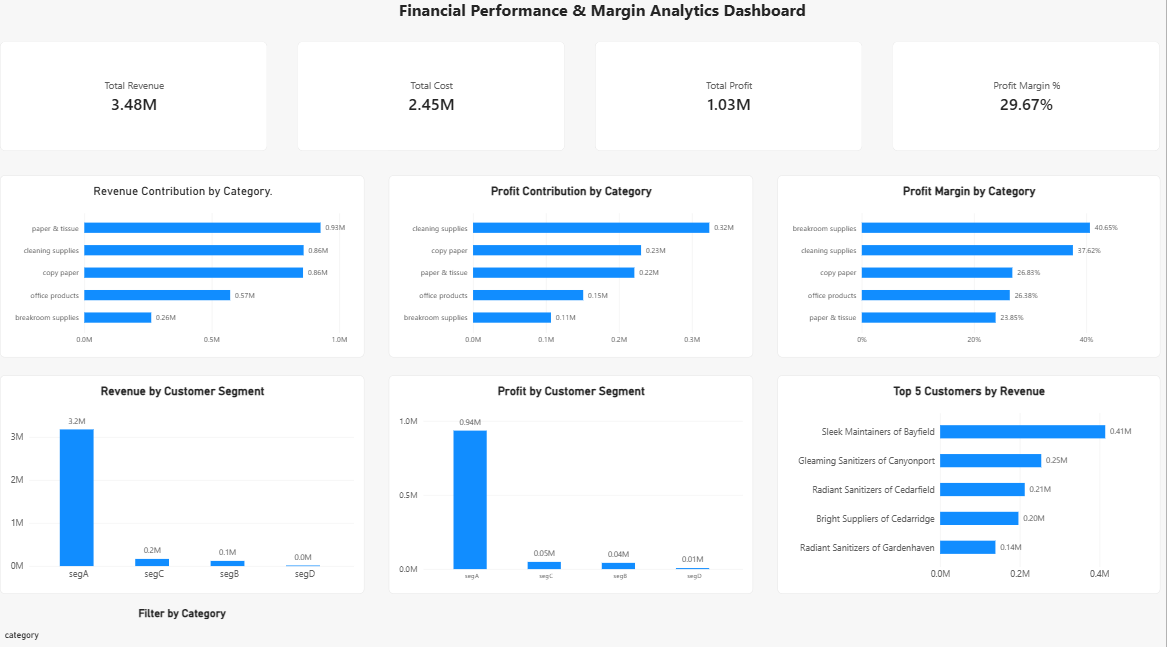 Financial Performance & Margin Analytics Dashboard
Total Revenue
3.48M
Total Cost
2.45M
Total Profit
1.03M
Profit Margin %
29.67%
Revenue Contribution by Category.
paper & tissue 0.93M
cleaning supplies 0.86M
copy paper 0.86M
office products 0.57M
breakroom supplies 0.26M
0.0M 0.5M 1.0M
Profit Contribution by Category
cleaning supplies 0.32M
copy paper 0.23M
paper & tissue 0.22M
office products 0.15M
breakroom supplies 0.11M
0.0M 0.1M 0.2M 0.3M
Profit Margin by Category
breakroom supplies 40.65%
cleaning supplies 37.62%
copy paper 26.83%
office products 26.38%
paper & tissue 23.85%
0% 20% 40%
Revenue by Customer Segment
3.2M
3M
2M
1M
0.2M 0.1M 0.0M
0M
segA segC segB segD
Profit by Customer Segment
1.0M
0.94M
0.5M
0.05M 0.04M 0.01M
0.0M
segA segC segB segD
Top 5 Customers by Revenue
Sleek Maintainers of Bayfield 0.41M
Gleaming Sanitizers of Canyonport 0.25M
Radiant Sanitizers of Cedarfield 0.21M
Bright Suppliers of Cedarridge 0.20M
Radiant Sanitizers of Gardenhaven 0.14M
0.0M 0.2M 0.4M
Filter by Category
category